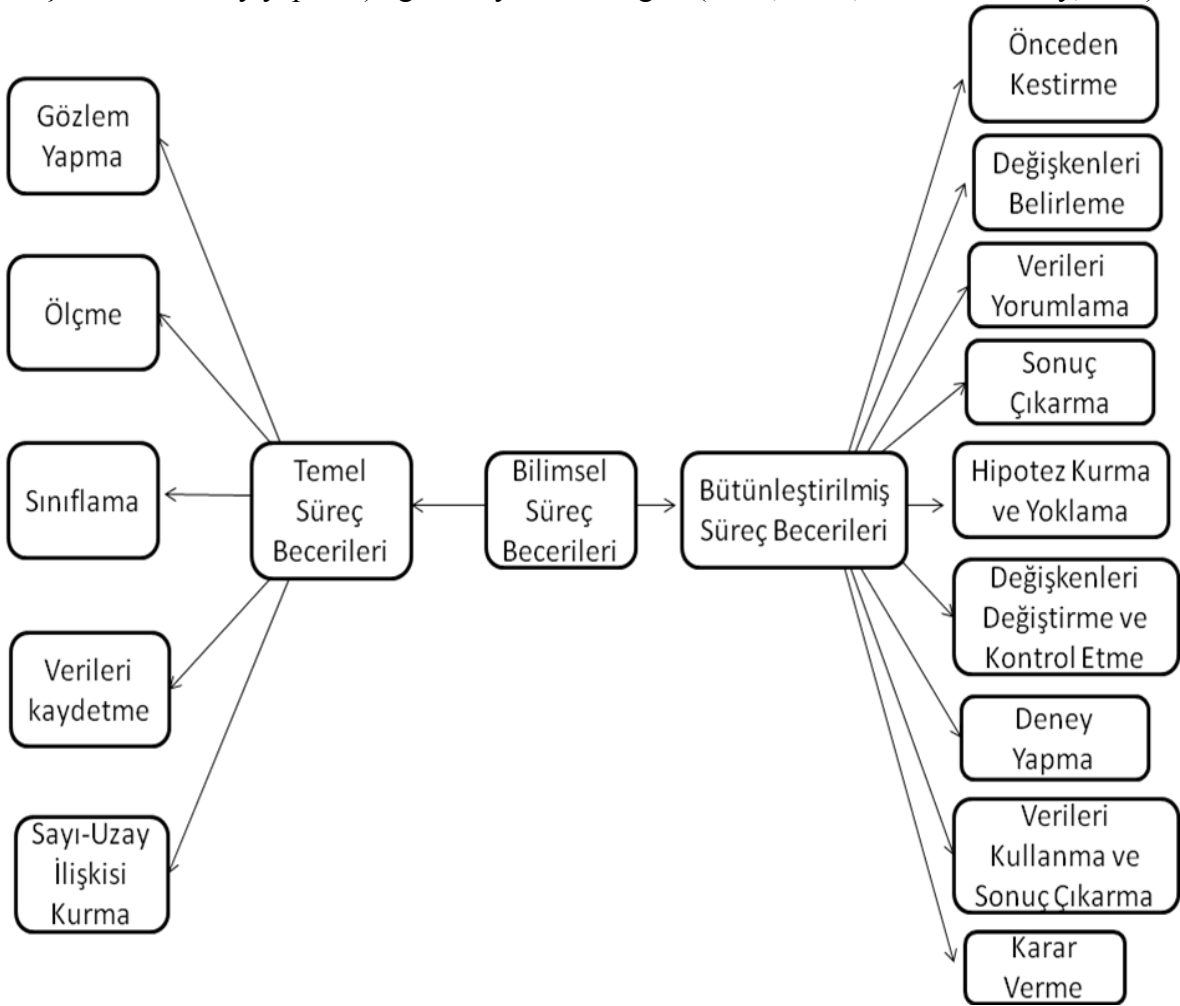 Önceden
Kestirme
Gözlem
Yapma
Değişkenleri
Belirleme
Ölçme
Verileri
Yorumlama
Sonuç
Çıkarma
Sınıflama
Temel
Süreç
Becerileri
Bilimsel
Süreç
Becerileri
Bütünleştirilmiş
Süreç Becerileri
Hipotez Kurma
ve Yoklama
Değişkenleri
Değiştirme ve
Kontrol Etme
Verileri
kaydetme
Deney
Yapma
Sayı-Uzay
İlişkisi
Kurma
Verileri
Kullanma ve
Sonuç Çıkarma
Karar
Verme